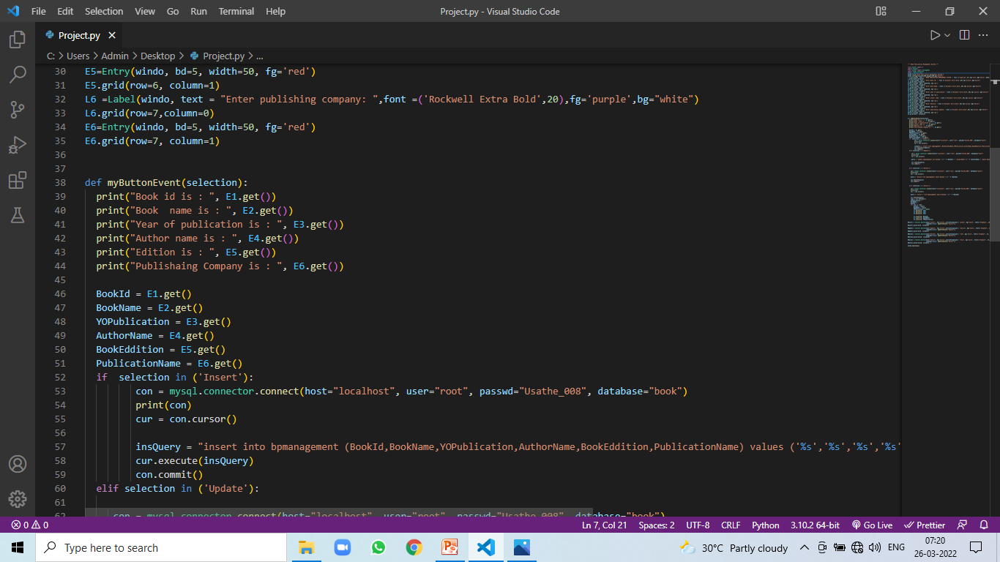 File Edit Selection View Go Run Terminal Help Project.py - Visual Studio Code
Project.py
C: > Users > Admin > Desktop > Project.py > ...
30 E5=Entry(windo, bd=5, width=50, fg='red')
31 E5.grid(row=6, column=1)
32 L6 =Label(windo, text = "Enter publishing company: ",font =('Rockwell Extra Bold',20),fg='purple',bg="white")
33 L6.grid(row=7,column=0)
34 E6=Entry(windo, bd=5, width=50, fg='red')
35 E6.grid(row=7, column=1)
36
37
38 def myButtonEvent(selection):
39 print("Book id is : ", E1.get())
40 print("Book  name is : ", E2.get())
41 print("Year of publication is : ", E3.get())
42 print("Author name is : ", E4.get())
43 print("Edition is : ", E5.get())
44 print("Publishaing Company is : ", E6.get())
45
46 BookId = E1.get()
47 BookName = E2.get()
48 YOPublication = E3.get()
49 AuthorName = E4.get()
50 BookEddition = E5.get()
51 PublicationName = E6.get()
52 if  selection in ('Insert'):
53 con = mysql.connector.connect(host="localhost", user="root", passwd="Usathe_008", database="book")
54 print(con)
55 cur = con.cursor()
56
57 insQuery = "insert into bpmanagement (BookId,BookName,YOPublication,AuthorName,BookEddition,PublicationName) values ('%s','%s','%s','%s'
58 cur.execute(insQuery)
59 con.commit()
60 elif selection in ('Update'):
61
62 con = mysql.connector.connect(host="localhost", user="root", passwd="Usathe_008", database="book")
0 0 Ln 7, Col 21 Spaces: 2 UTF-8 CRLF Python 3.10.2 64-bit Go Live Prettier
Type here to search 30°C Partly cloudy ENG 07:20
26-03-2022